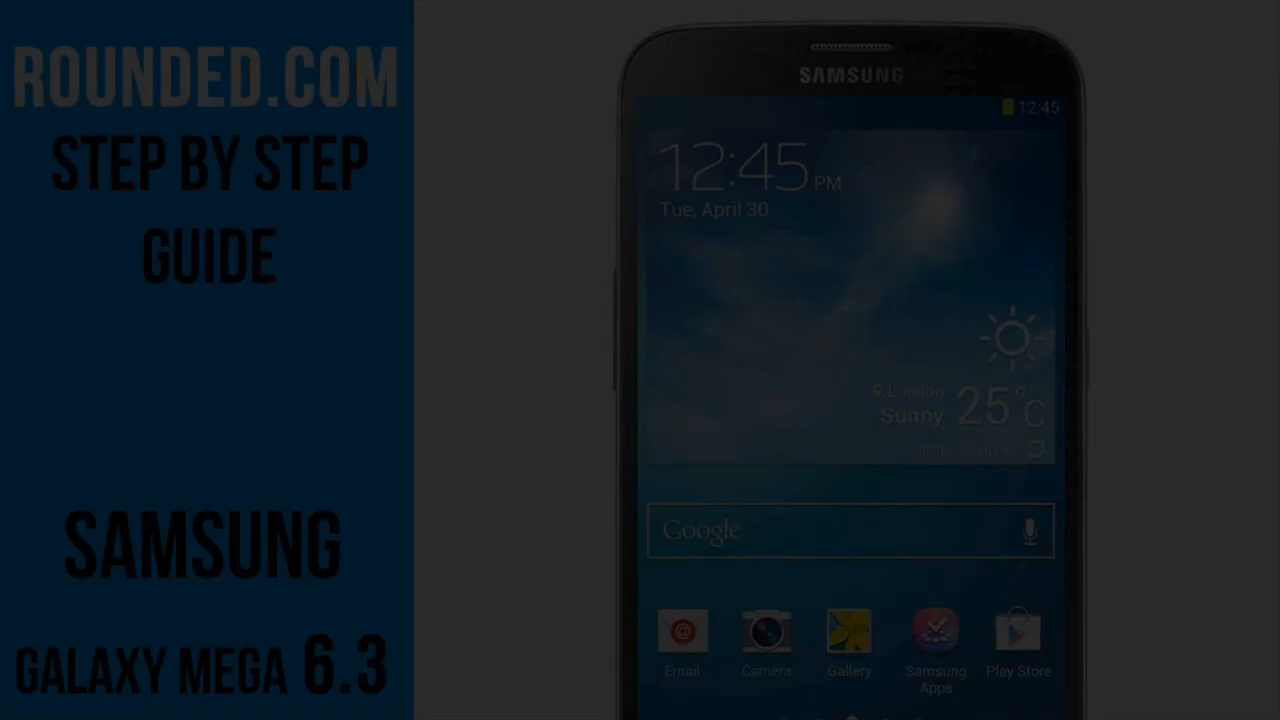 ROUNDED.COM
STEP BY STEP
GUIDE
SAMSUNG
GALAXY MEGA 6.3
SAMSUNG
12:45
12:45 PM
Tue, April 30
London
Sunny 25°C
Google
Email
Camera
Gallery
Samsung Apps
Play Store